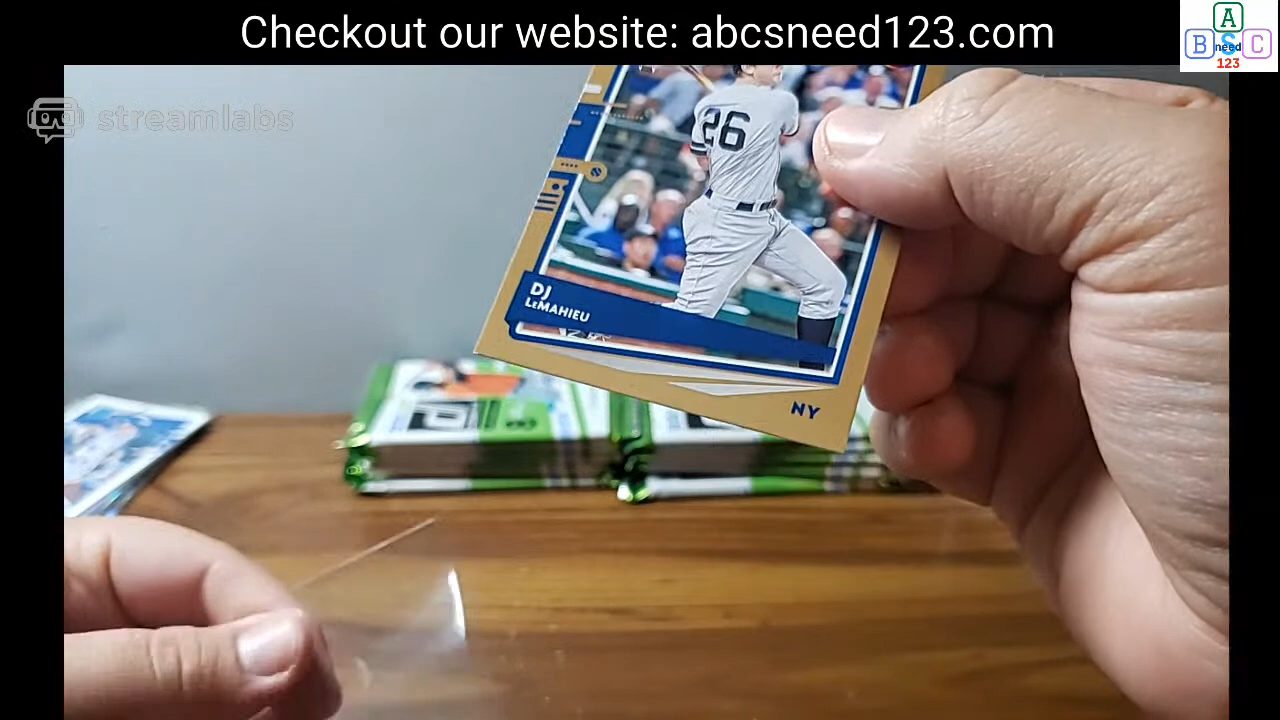 Checkout our website: abcsneed123.com
A
B S C
need
123
streamlabs
26
DJ
LEMAHIEU
NY